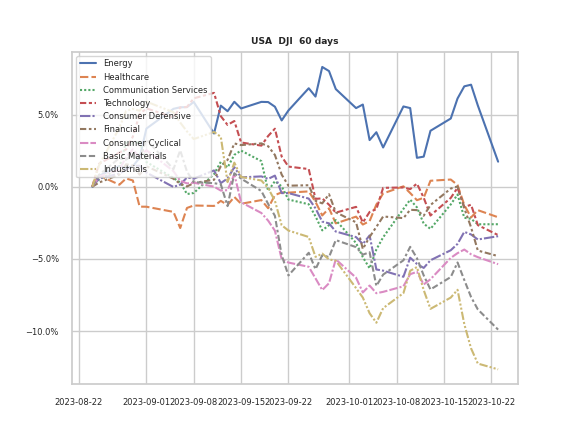 USA DJI 60 days
Energy
Healthcare
Communication Services
Technology
Consumer Defensive
Financial
Consumer Cyclical
Basic Materials
Industrials
5.0%
0.0%
−5.0%
−10.0%
2023-08-22 2023-09-01 2023-09-08 2023-09-15 2023-09-22 2023-10-01 2023-10-08 2023-10-15 2023-10-22